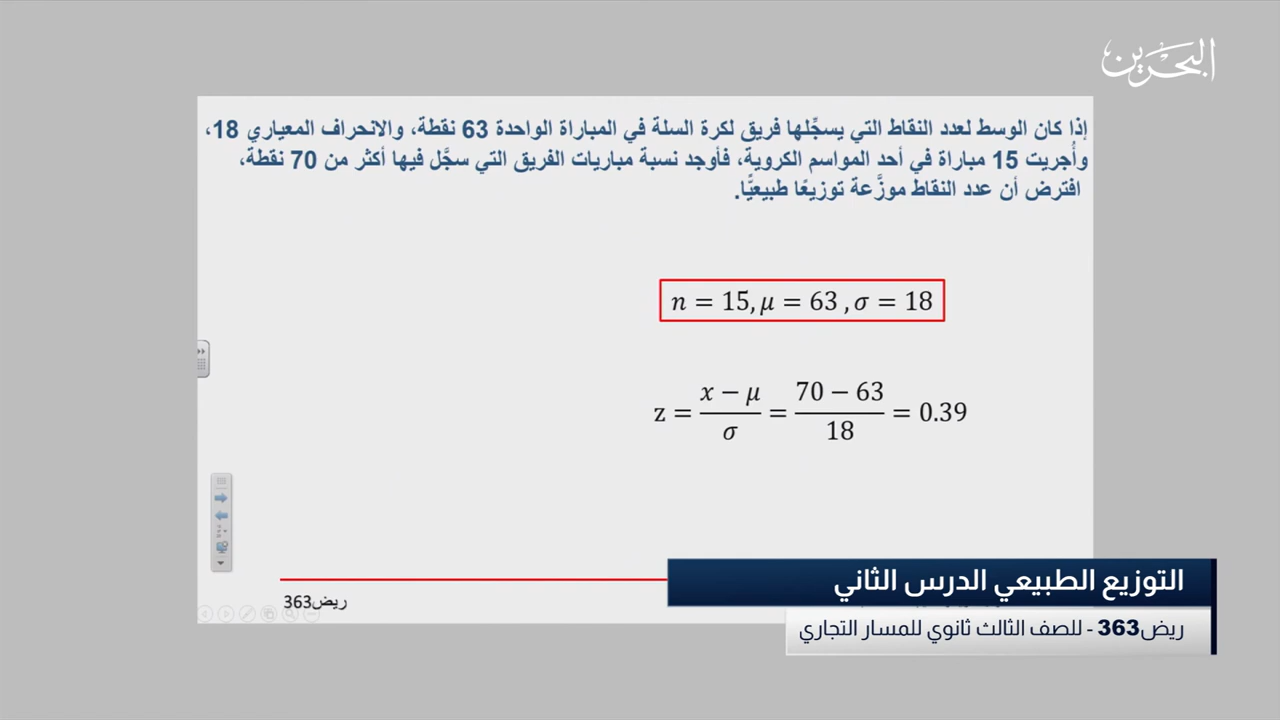 البحرين
إذا كان الوسط لعدد النقاط التي يسجِّلها فريق لكرة السلة في المباراة الواحدة 63 نقطة، والانحراف المعياري 18،
وأُجريت 15 مباراة في أحد المواسم الكروية، فأوجد نسبة مباريات الفريق التي سجَّل فيها أكثر من 70 نقطة،
افترض أن عدد النقاط موزَّعة توزيعًا طبيعيًّا.
n = 15, μ = 63 , σ = 18
z = (x − μ)/σ = (70 − 63)/18 = 0.39
التوزيع الطبيعي الدرس الثاني
ريض363 - للصف الثالث ثانوي للمسار التجاري
ريض363